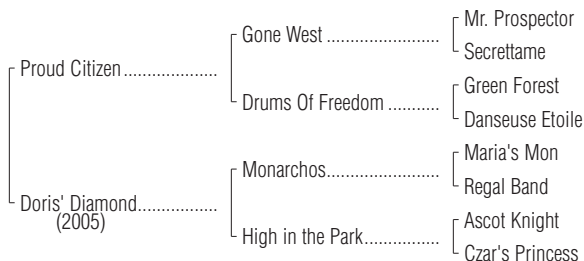 Mr. Prospector
Gone West ........................
Secrettame
Proud Citizen ....................
Green Forest
Drums Of Freedom ...........
Danseuse Etoile
Maria's Mon
Monarchos........................
Regal Band
Doris' Diamond.................
(2005)
Ascot Knight
High in the Park................
Czar's Princess